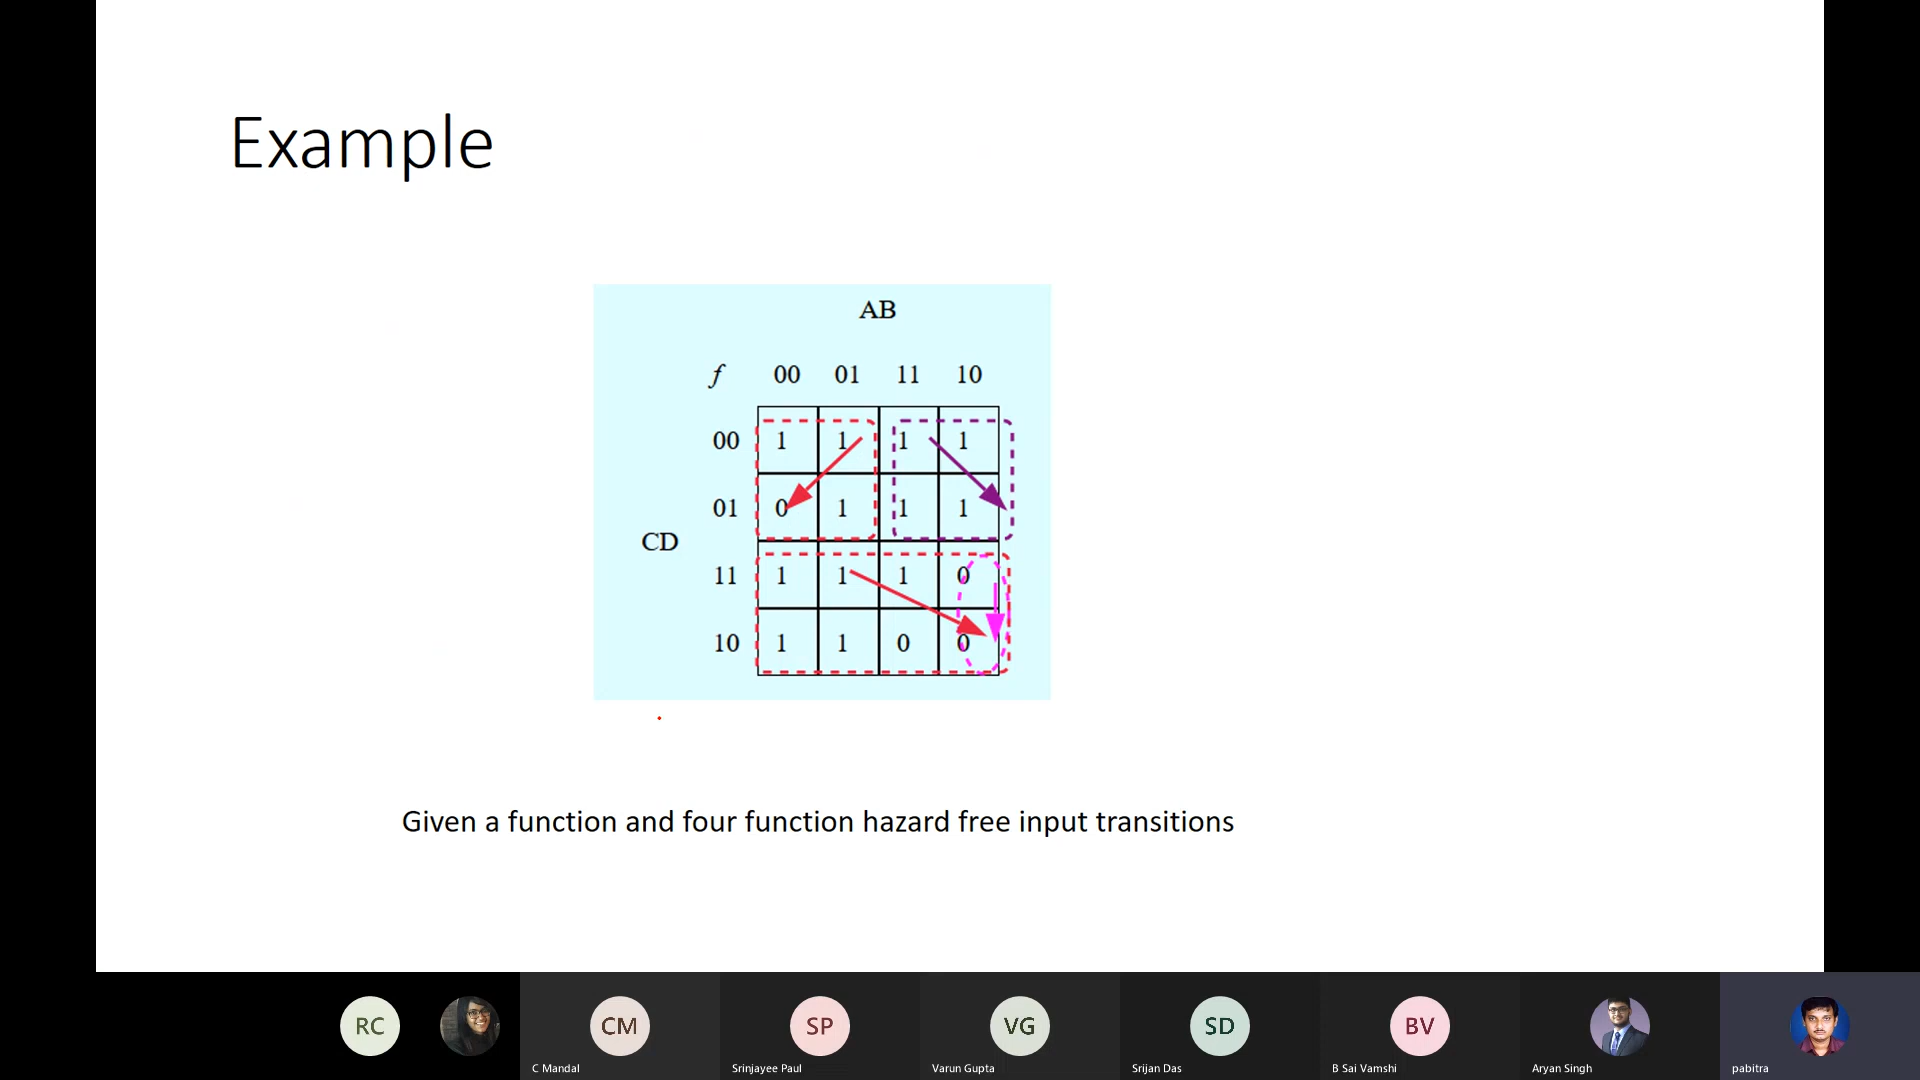 Example
AB
f 00 01 11 10
00 1 1 1 1
01 0 1 1 1
CD
11 1 1 1 0
10 1 1 0 0
Given a function and four function hazard free input transitions
RC CM SP VG SD BV
C Mandal Srinjayee Paul Varun Gupta Srijan Das B Sai Vamshi Aryan Singh pabitra